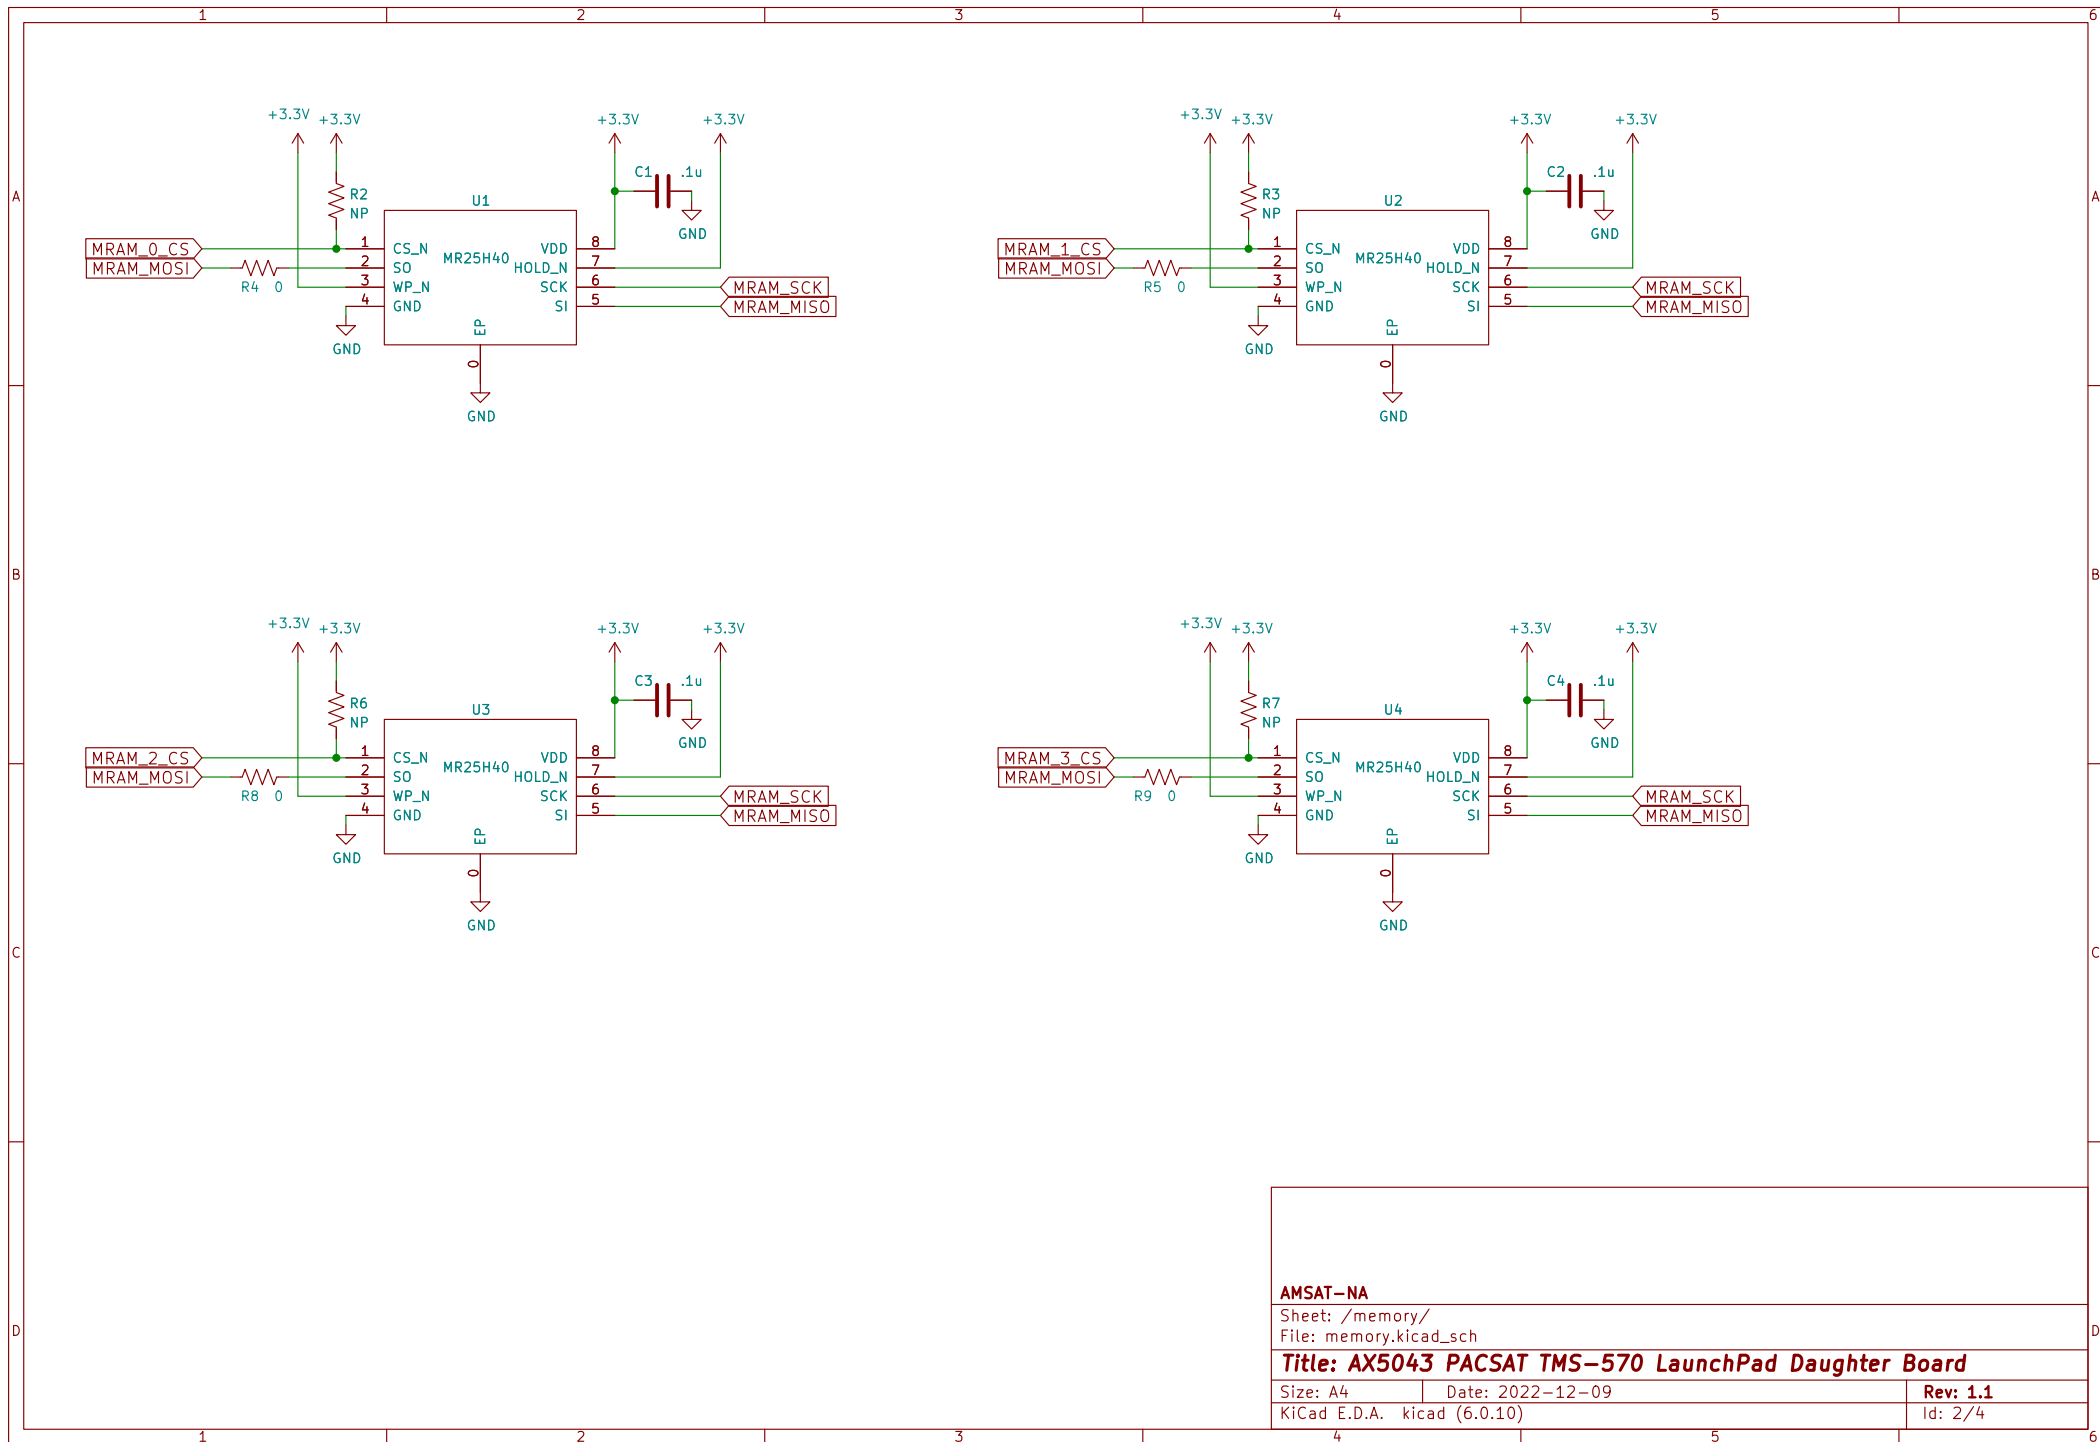 1 2 3 4 5 6
+3.3V +3.3V +3.3V +3.3V
C1 .1u
R2
NP
GND
U1
MR25H40
MRAM_0_CS 1 CS_N VDD 8
MRAM_MOSI 2 SO HOLD_N 7
R4 0 3 WP_N SCK 6 MRAM_SCK
4 GND SI 5 MRAM_MISO
GND
EP
0
GND
+3.3V +3.3V +3.3V +3.3V
C2 .1u
R3
NP
GND
U2
MR25H40
MRAM_1_CS 1 CS_N VDD 8
MRAM_MOSI 2 SO HOLD_N 7
R5 0 3 WP_N SCK 6 MRAM_SCK
4 GND SI 5 MRAM_MISO
GND
EP
0
GND
A A
B B
+3.3V +3.3V +3.3V +3.3V
C3 .1u
R6
NP
GND
U3
MR25H40
MRAM_2_CS 1 CS_N VDD 8
MRAM_MOSI 2 SO HOLD_N 7
R8 0 3 WP_N SCK 6 MRAM_SCK
4 GND SI 5 MRAM_MISO
GND
EP
0
GND
+3.3V +3.3V +3.3V +3.3V
C4 .1u
R7
NP
GND
U4
MR25H40
MRAM_3_CS 1 CS_N VDD 8
MRAM_MOSI 2 SO HOLD_N 7
R9 0 3 WP_N SCK 6 MRAM_SCK
4 GND SI 5 MRAM_MISO
GND
EP
0
GND
C C
D D
AMSAT-NA
Sheet: /memory/
File: memory.kicad_sch
Title: AX5043 PACSAT TMS-570 LaunchPad Daughter Board
Size: A4 Date: 2022-12-09 Rev: 1.1
KiCad E.D.A. kicad (6.0.10) Id: 2/4
1 2 3 4 5 6